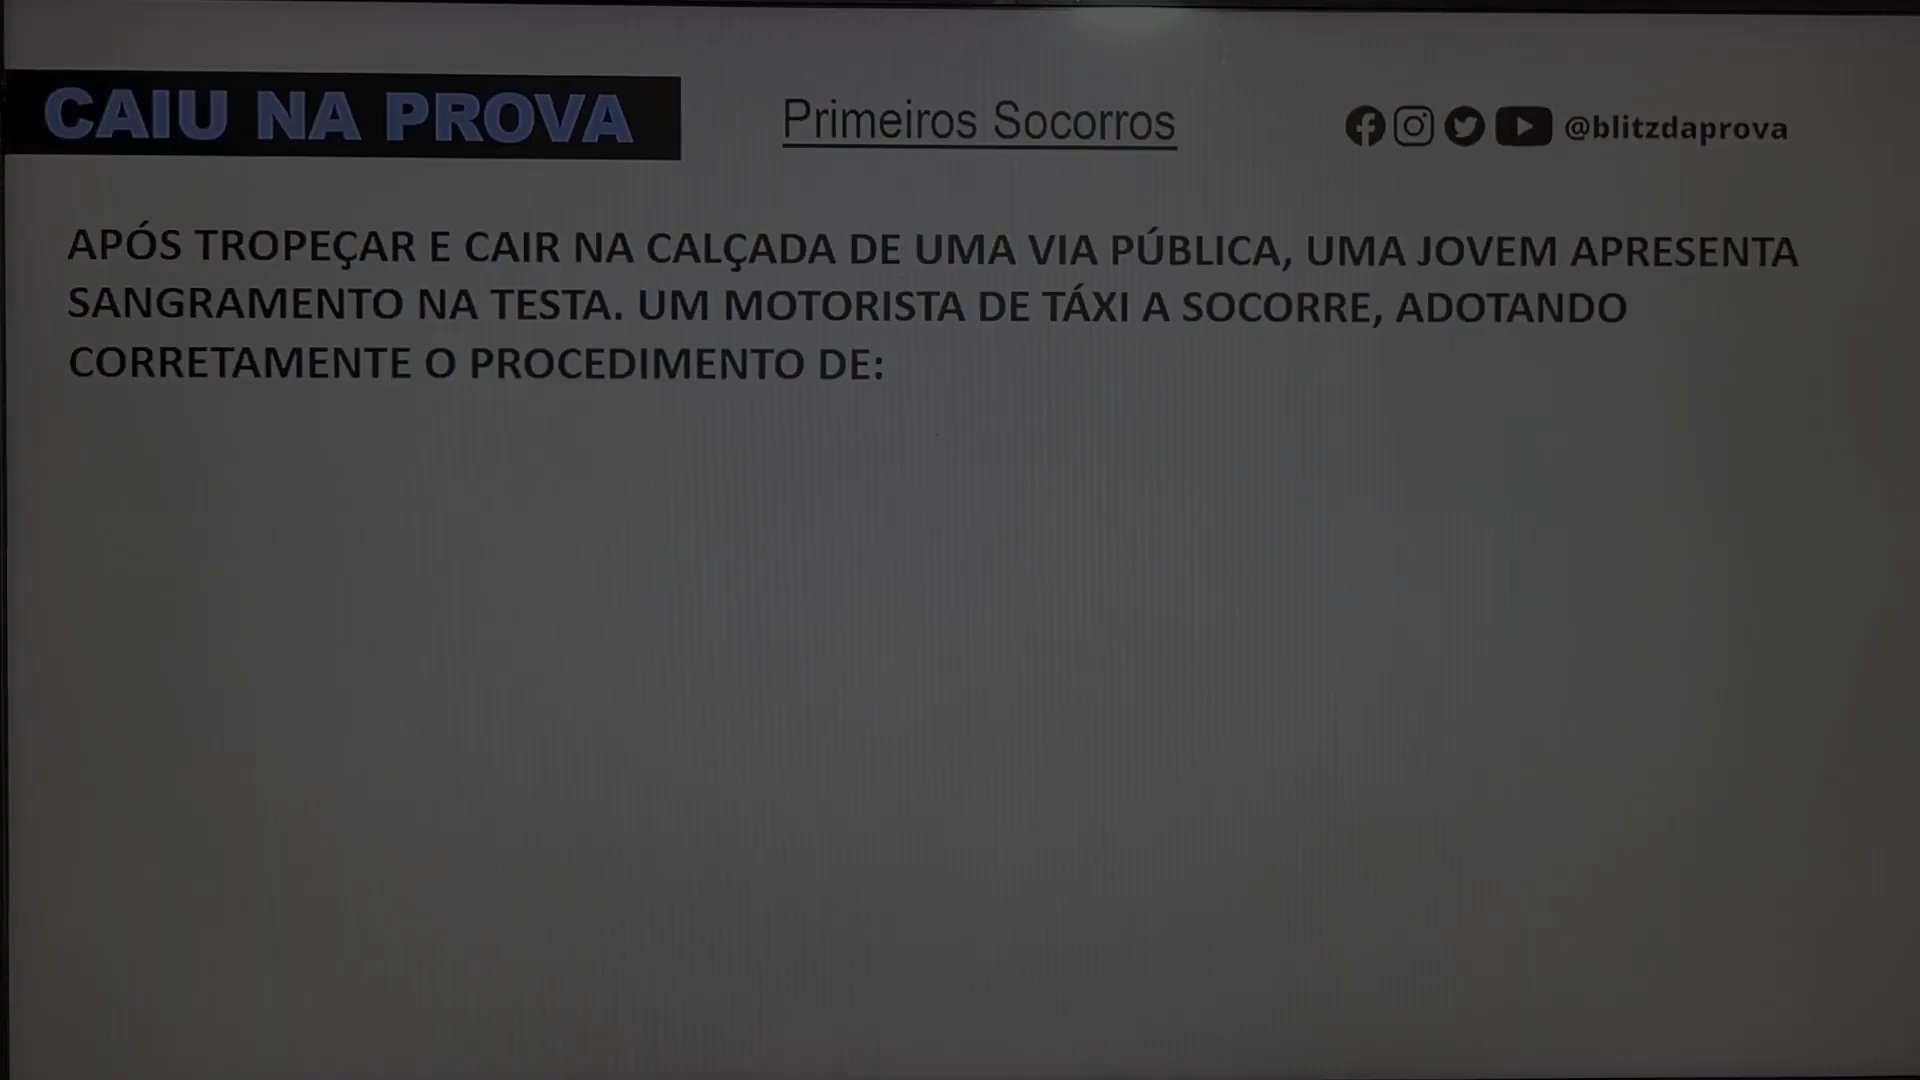 CAIU NA PROVA
Primeiros Socorros
@blitzdaprova
APÓS TROPEÇAR E CAIR NA CALÇADA DE UMA VIA PÚBLICA, UMA JOVEM APRESENTA
SANGRAMENTO NA TESTA. UM MOTORISTA DE TÁXI A SOCORRE, ADOTANDO
CORRETAMENTE O PROCEDIMENTO DE: